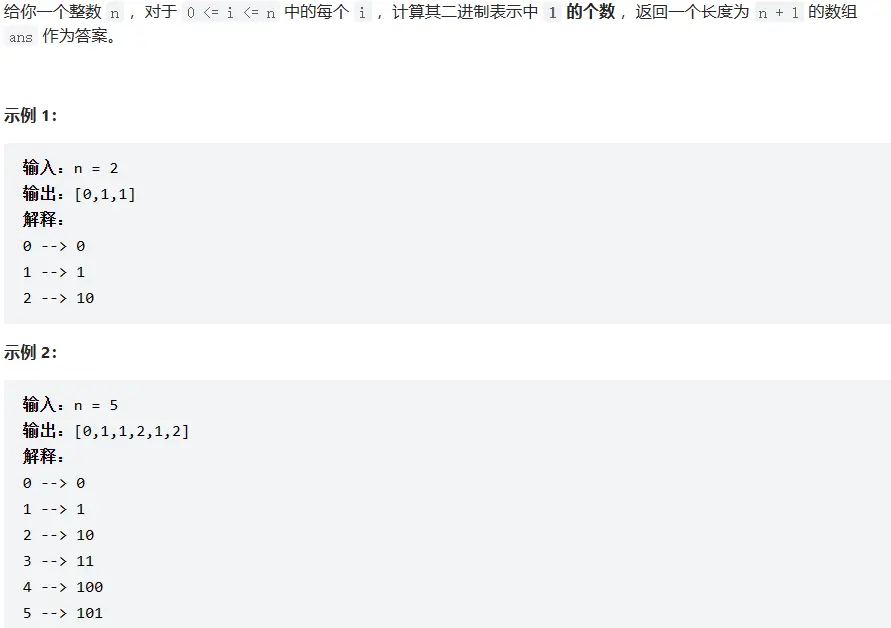 给你一个整数 n ，对于 0 <= i <= n 中的每个 i ，计算其二进制表示中 1 的个数 ，返回一个长度为 n + 1 的数组
ans 作为答案。
示例 1：
输入：n = 2
输出：[0,1,1]
解释：
0 --> 0
1 --> 1
2 --> 10
示例 2：
输入：n = 5
输出：[0,1,1,2,1,2]
解释：
0 --> 0
1 --> 1
2 --> 10
3 --> 11
4 --> 100
5 --> 101